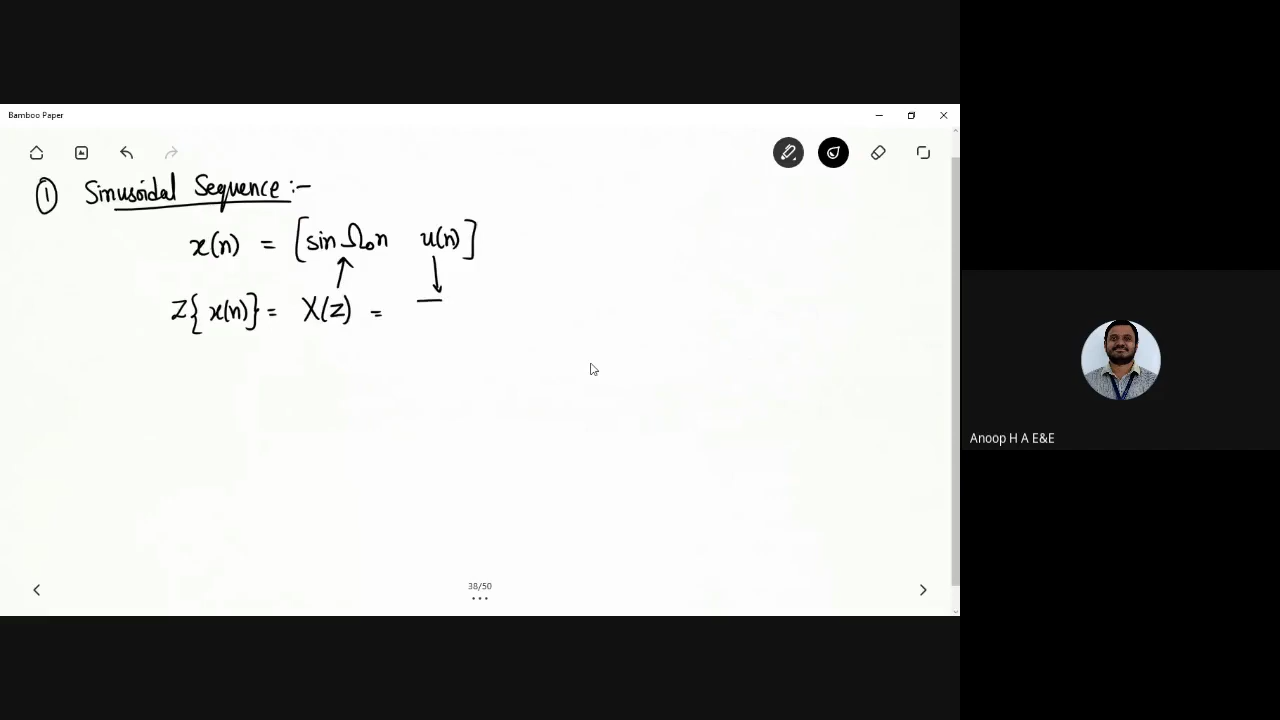 Bamboo Paper
① Sinusoidal Sequence :-
x(n) = [sin Ω₀n u(n)]
Z{x(n)} = X(z) =
38/50
Anoop H A E&E